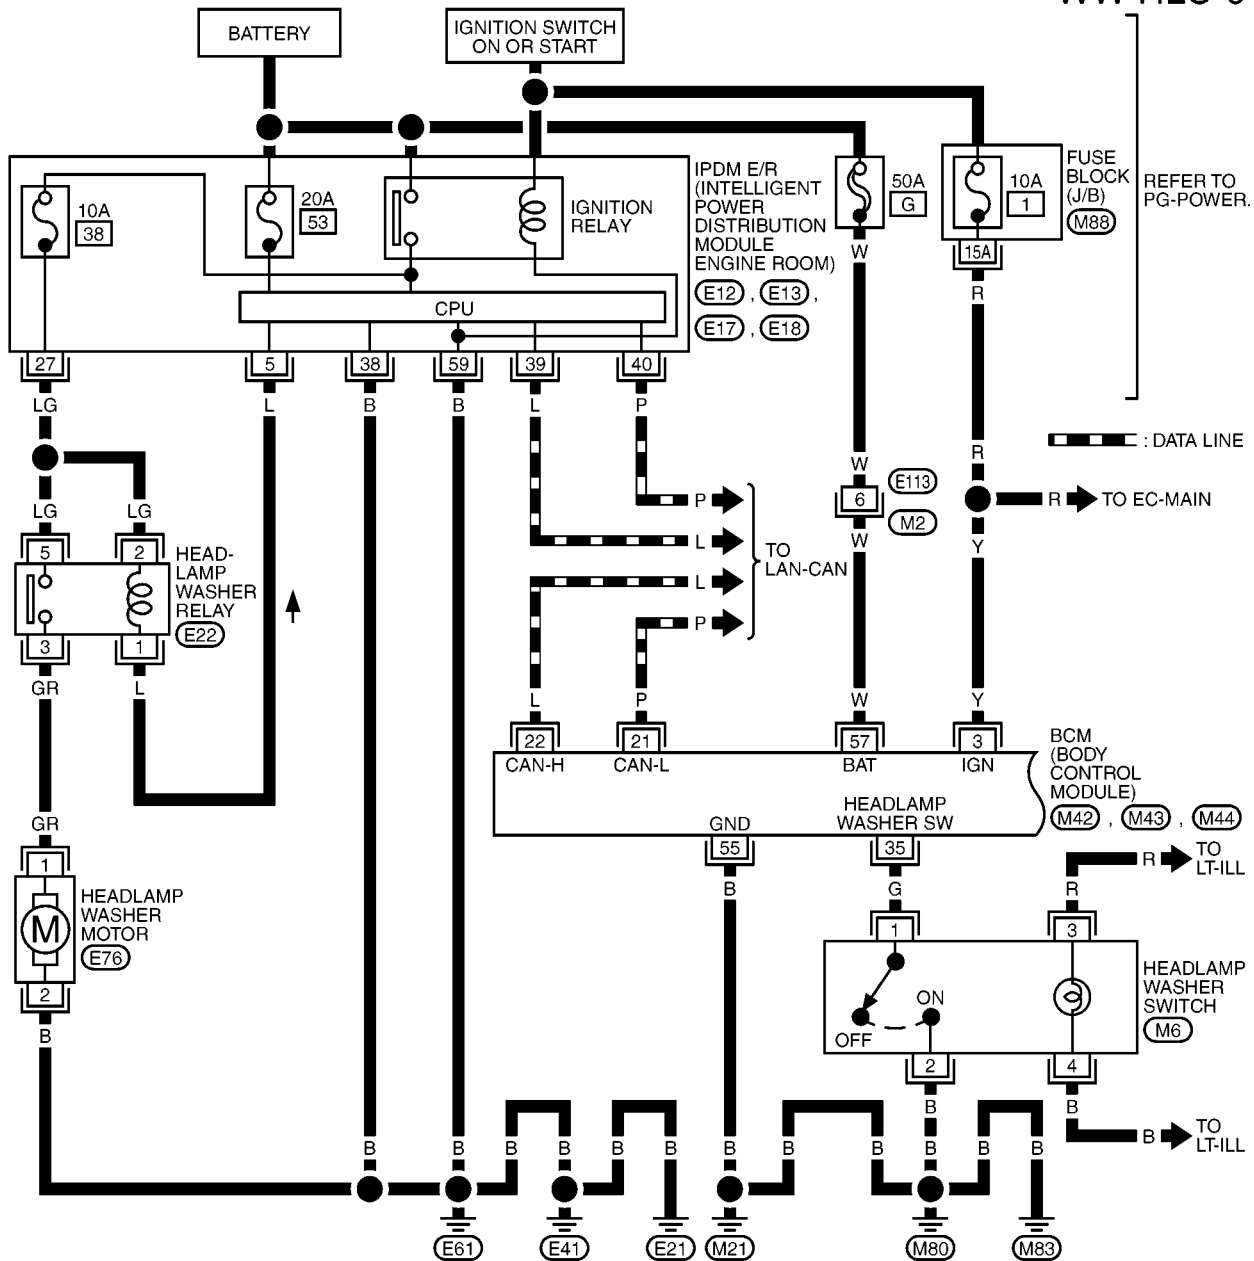 BATTERY
IGNITION SWITCH
ON OR START
IPDM E/R
(INTELLIGENT
POWER
DISTRIBUTION
MODULE
ENGINE ROOM)
E12 , E13 ,
E17 , E18
10A
38
20A
53
IGNITION
RELAY
CPU
50A
G
10A
1
FUSE
BLOCK
(J/B)
M88
REFER TO
PG-POWER.
15A
W
R
27
5
38
59
39
40
LG
L
B
B
L
P
: DATA LINE
W
R
E113
6
M2
W
R
TO EC-MAIN
Y
P
L
L
P
TO
LAN-CAN
LG
LG
5
2
HEAD-
LAMP
WASHER
RELAY
E22
3
1
GR
L
L
P
W
Y
22
21
57
3
CAN-H
CAN-L
BAT
IGN
BCM
(BODY
CONTROL
MODULE)
M42 , M43 , M44
GND
HEADLAMP
WASHER SW
55
35
B
G
GR
1
M
HEADLAMP
WASHER
MOTOR
E76
2
B
R
TO
LT-ILL
R
1
3
OFF
ON
HEADLAMP
WASHER
SWITCH
M6
2
4
B
B
B
TO
LT-ILL
B
B
B
B
B
B
B
B
B
B
B
E61
E41
E21
M21
M80
M83